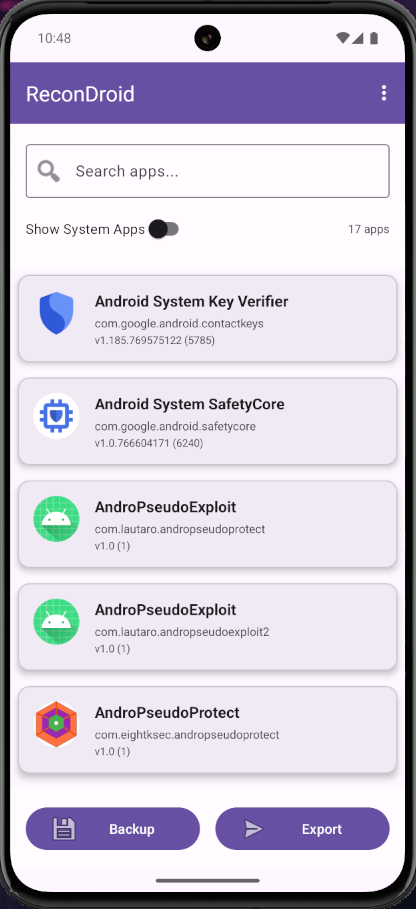 10:48
ReconDroid
Search apps...
Show System Apps 17 apps
Android System Key Verifier
com.google.android.contactkeys
v1.185.769575122 (5785)
Android System SafetyCore
com.google.android.safetycore
v1.0.766604171 (6240)
AndroPseudoExploit
com.lautaro.andropseudoprotect
v1.0 (1)
AndroPseudoExploit
com.lautaro.andropseudoexploit2
v1.0 (1)
AndroPseudoProtect
com.eightksec.andropseudoprotect
v1.0 (1)
Backup Export